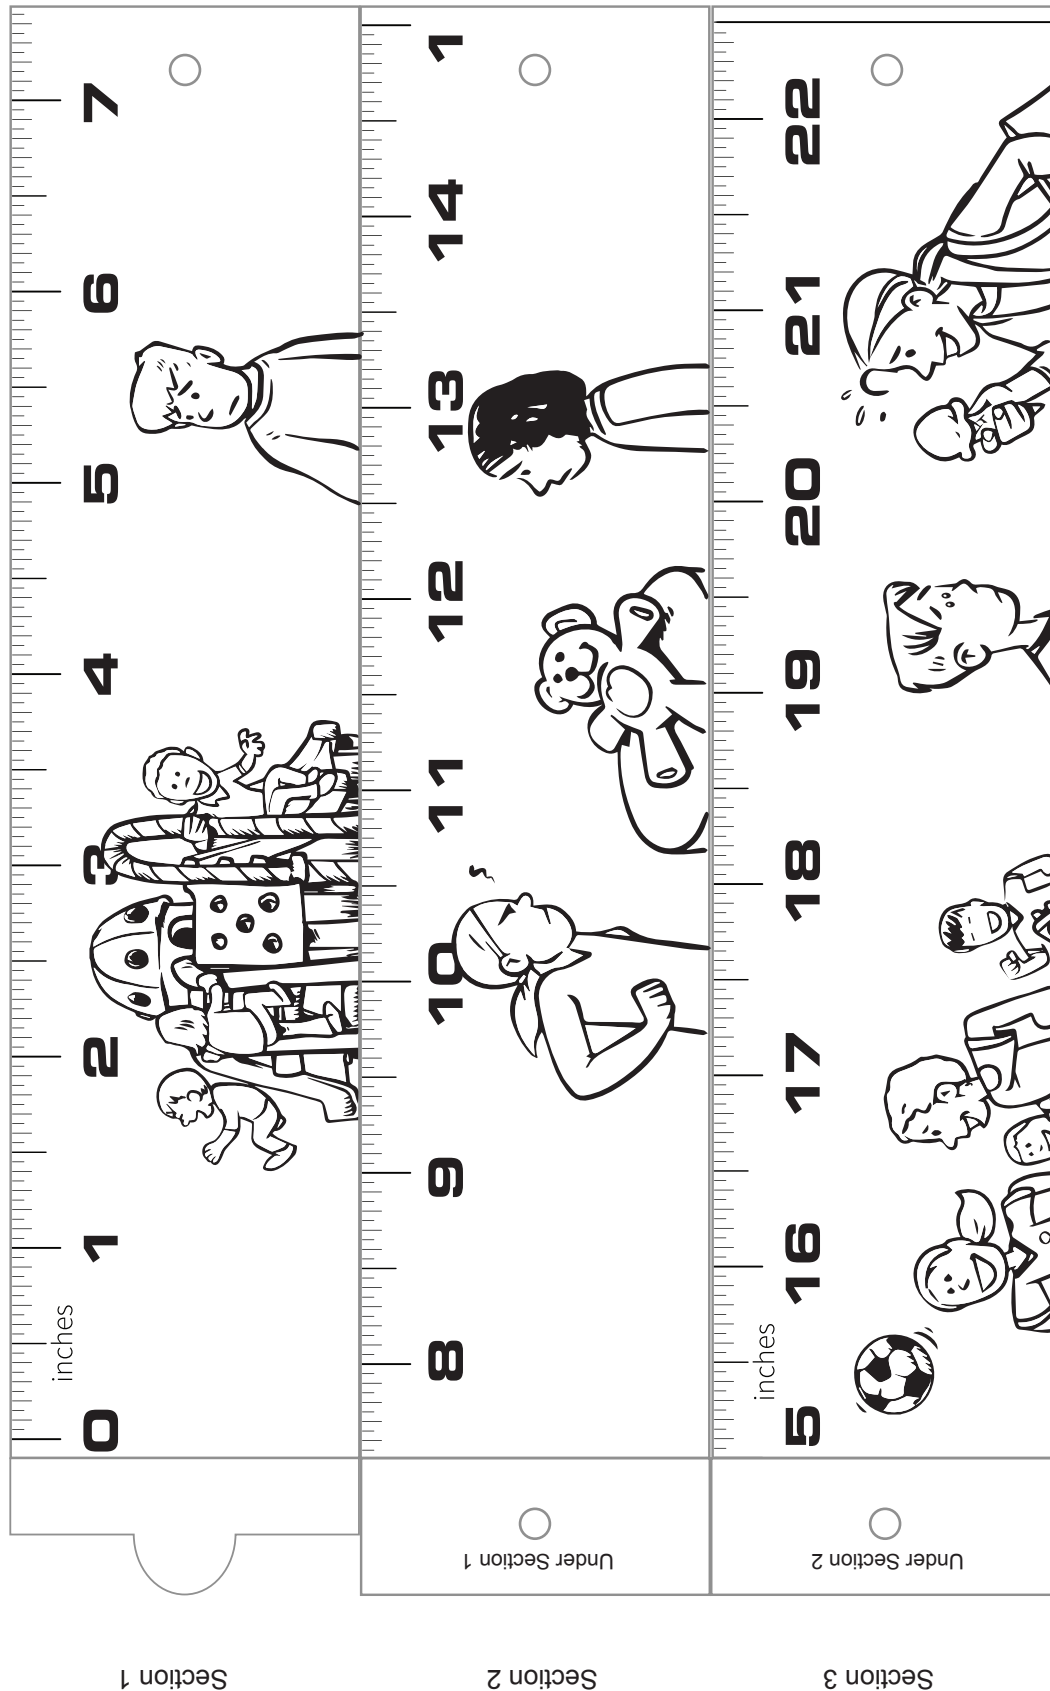 Section 1
inches
0 1 2 3 4 5 6 7
Section 2
Under Section 1
8 9 10 11 12 13 14 1
Section 3
Under Section 2
inches
5 16 17 18 19 20 21 22